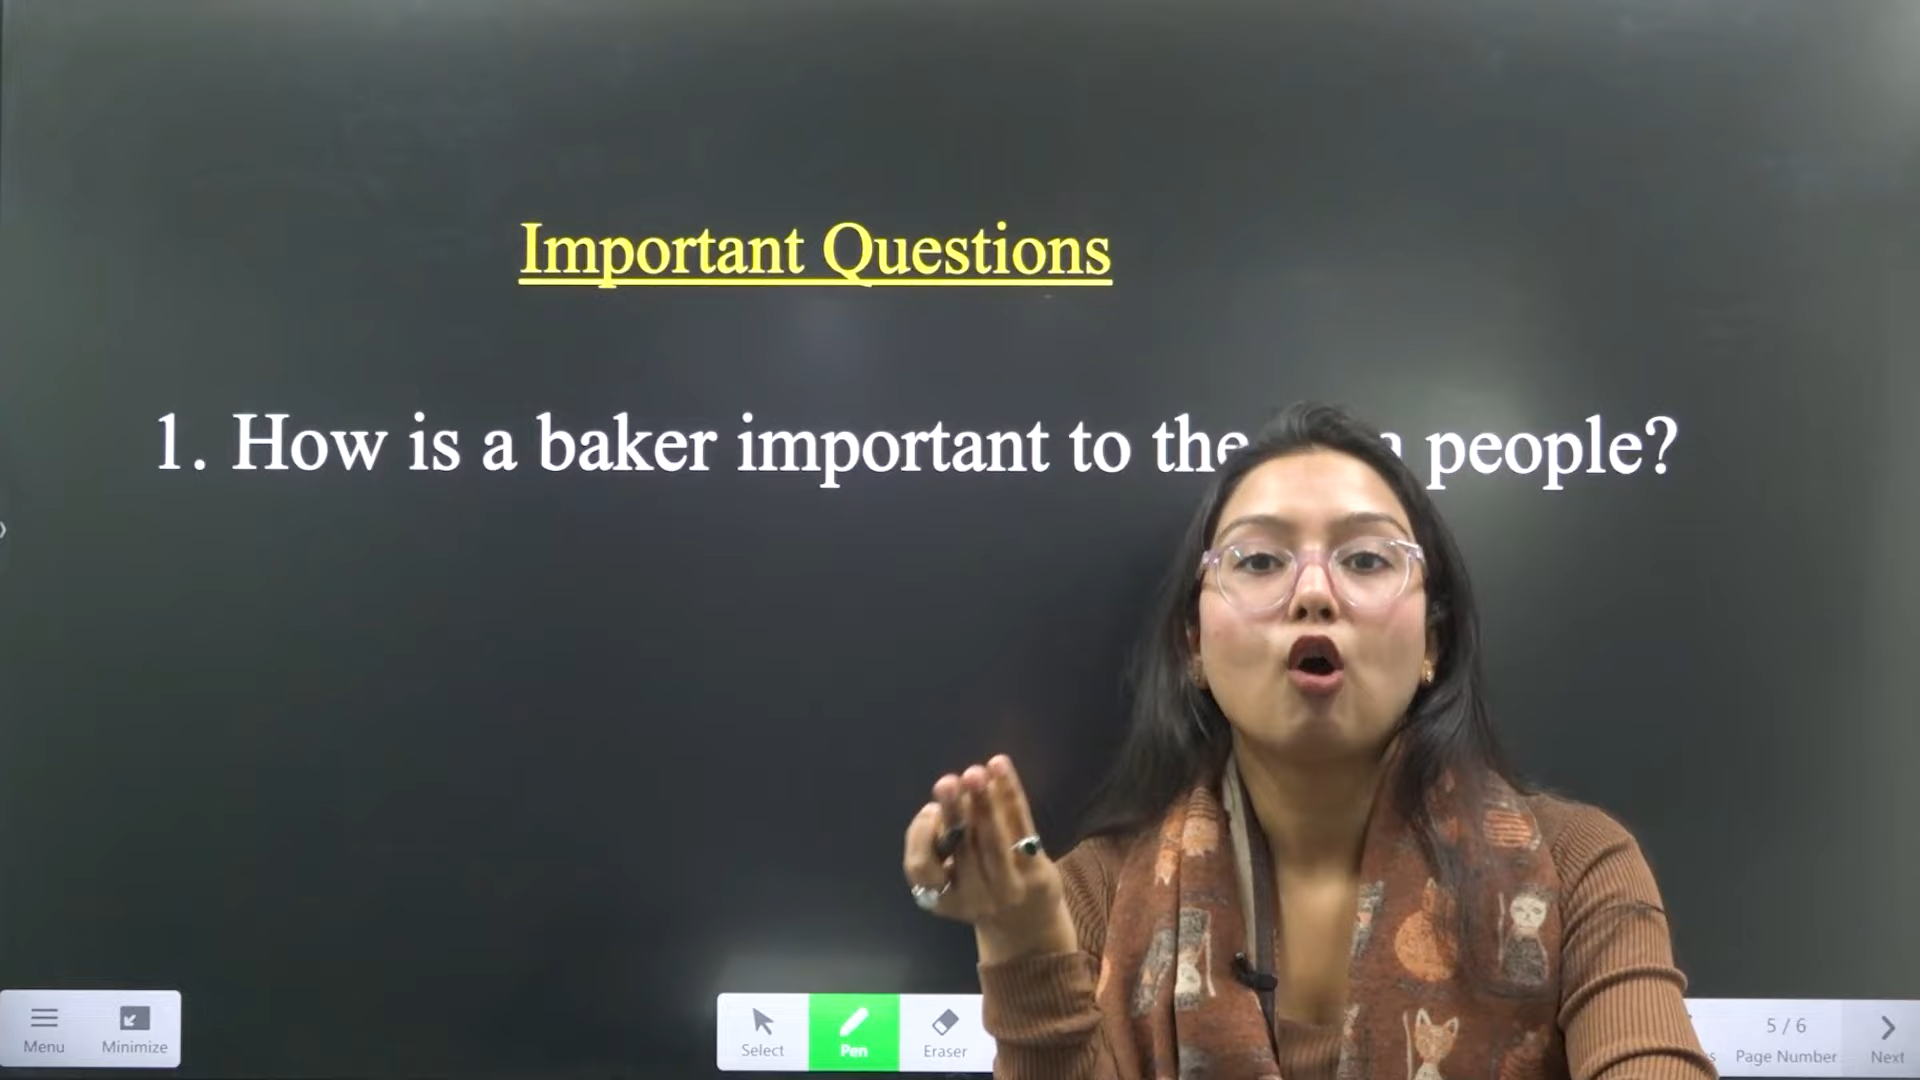 Important Questions
1. How is a baker important to the people?
Menu
Minimize
Select
Pen
Eraser
5 / 6
Page Number
Next